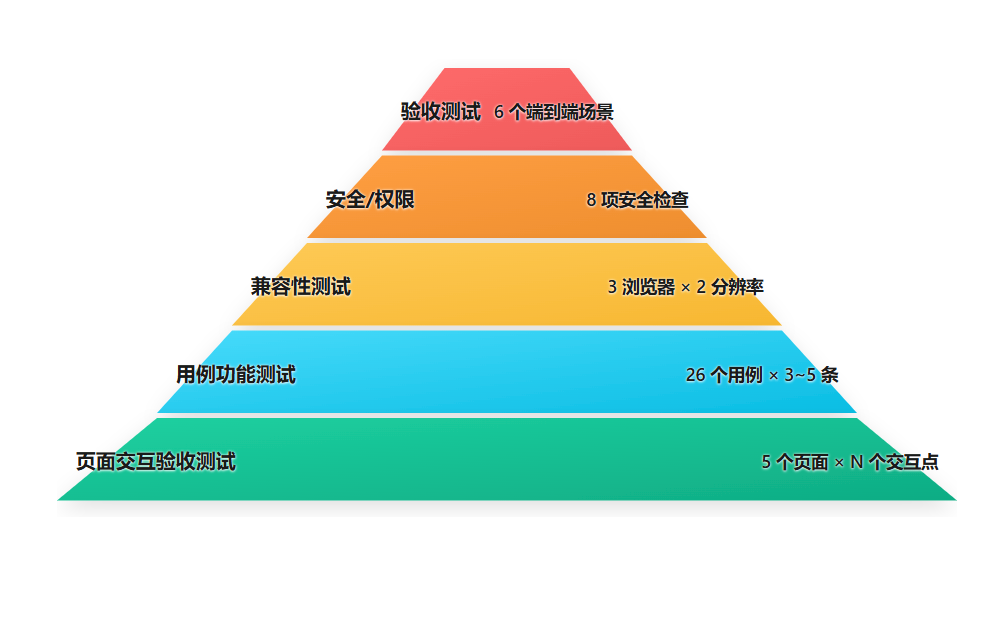 验收测试 6 个端到端场景
安全/权限 8 项安全检查
兼容性测试 3 浏览器 × 2 分辨率
用例功能测试 26 个用例 × 3~5 条
页面交互验收测试 5 个页面 × N 个交互点